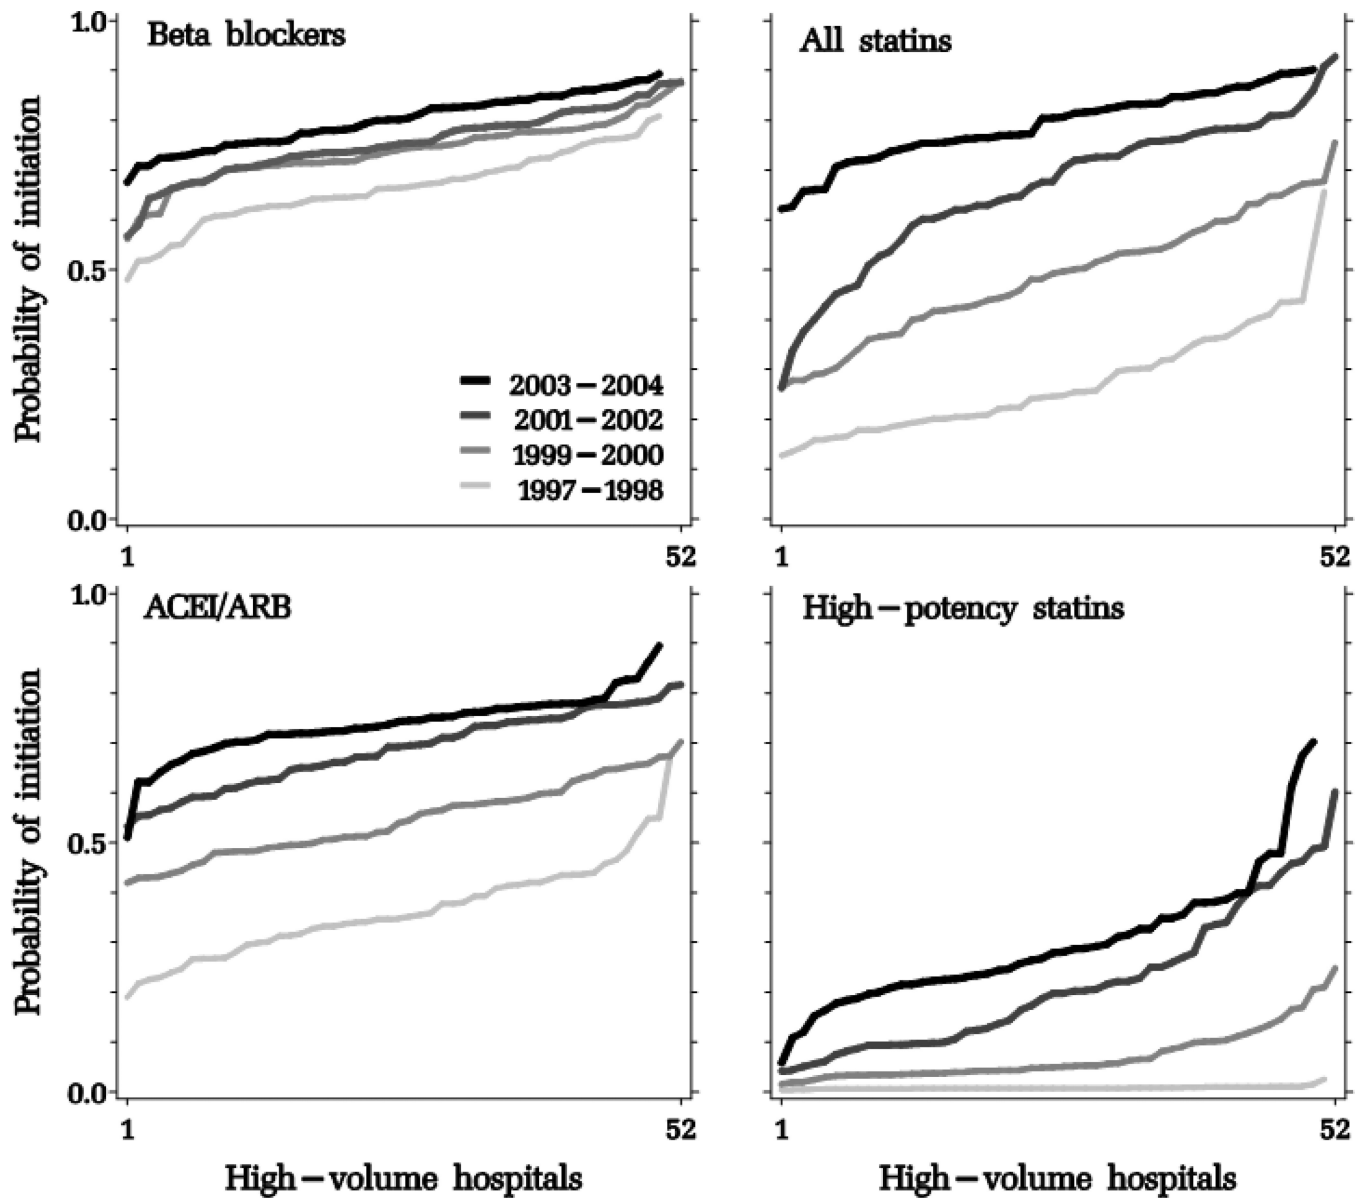 Beta blockers
All statins
1.0
0.5
0.0
Probability of initiation
2003–2004
2001–2002
1999–2000
1997–1998
1
52
1
52
ACEI/ARB
High–potency statins
1.0
0.5
0.0
Probability of initiation
1
52
1
52
High–volume hospitals
High–volume hospitals